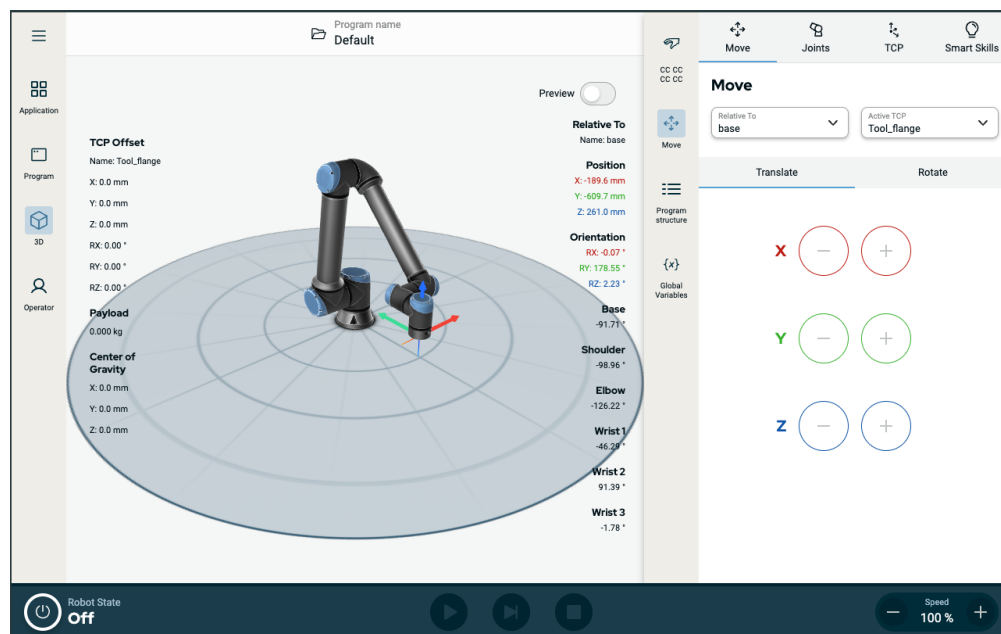 Program name
Default
Application
Program
3D
Operator
Preview
TCP Offset
Name: Tool_flange
X: 0.0 mm
Y: 0.0 mm
Z: 0.0 mm
RX: 0.00 °
RY: 0.00 °
RZ: 0.00 °
Payload
0.000 kg
Center of
Gravity
X: 0.0 mm
Y: 0.0 mm
Z: 0.0 mm
Relative To
Name: base
Position
X: -189.6 mm
Y: -609.7 mm
Z: 261.0 mm
Orientation
RX: -0.07 °
RY: 178.55 °
RZ: 2.23 °
Base
-91.71 °
Shoulder
-98.96 °
Elbow
-126.22 °
Wrist 1
-46.29 °
Wrist 2
91.39 °
Wrist 3
-1.78 °
CC CC
CC CC
Move
Program
structure
{x}
Global
Variables
Move
Joints
TCP
Smart Skills
Move
Relative To
base
Active TCP
Tool_flange
Translate
Rotate
X
Y
Z
Robot State
Off
Speed
100 %